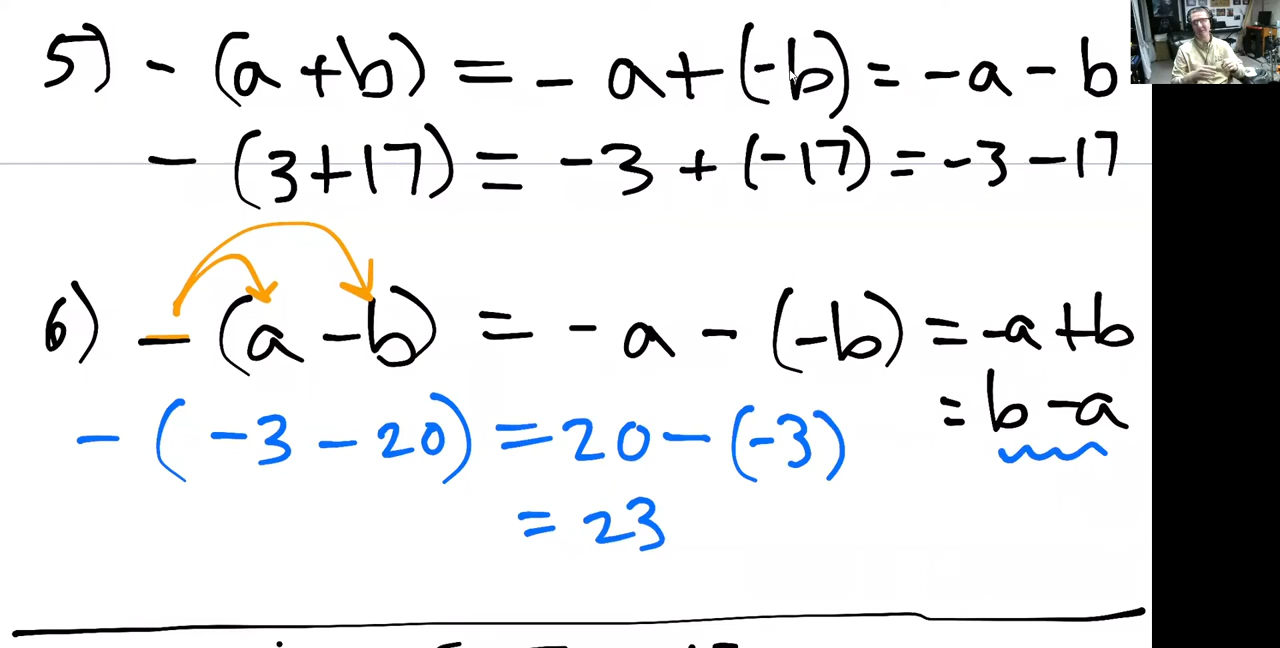 5) - (a + b) = - a + (-b) = -a - b
- (3 + 17) = -3 + (-17) = -3 - 17
6) - (a - b) = - a - (-b) = -a + b
= b - a
- ( -3 - 20) = 20 - (-3)
= 23